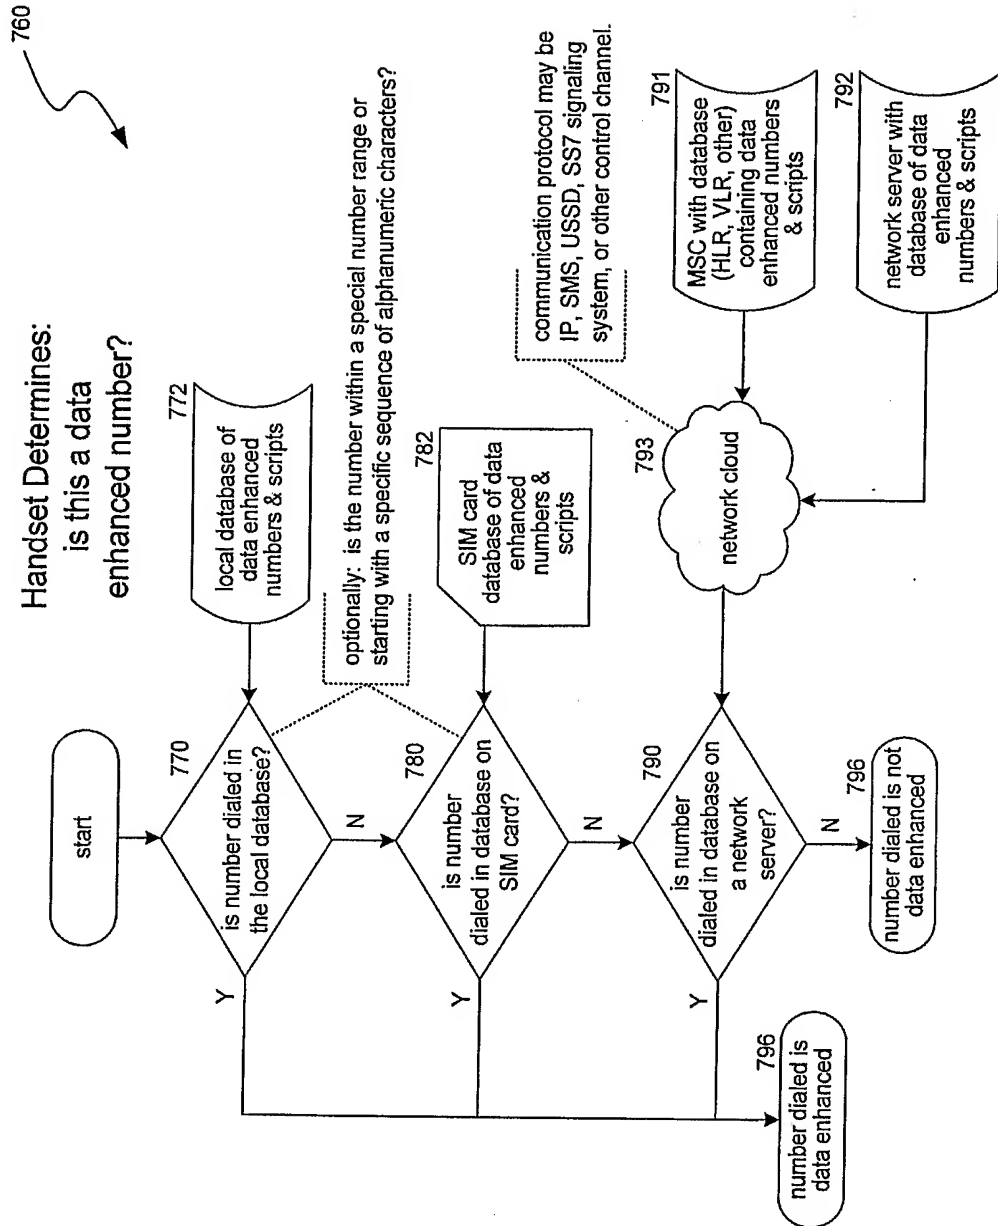 760
Handset Determines:
is this a data
enhanced number?
start
770
is number dialed in
the local database?
Y
N
772
local database of
data enhanced
numbers & scripts
optionally: is the number within a special number range or
starting with a specific sequence of alphanumeric characters?
780
is number
dialed in database on
SIM card?
Y
N
782
SIM card
database of data
enhanced
numbers &
scripts
790
is number
dialed in database on
a network
server?
Y
N
793
network cloud
communication protocol may be
IP, SMS, USSD, SS7 signaling
system, or other control channel.
791
MSC with database
(HLR, VLR, other)
containing data
enhanced numbers
& scripts
792
network server with
database of data
enhanced
numbers & scripts
796
number dialed is
data enhanced
796
number dialed is not
data enhanced